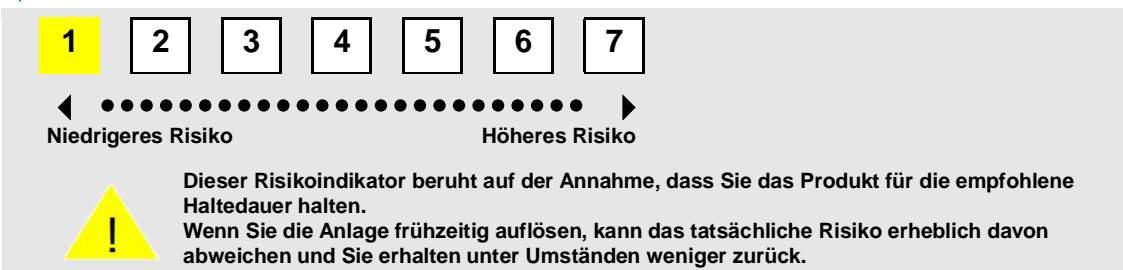 1 2 3 4 5 6 7
Niedrigeres Risiko Höheres Risiko
Dieser Risikoindikator beruht auf der Annahme, dass Sie das Produkt für die empfohlene
Haltedauer halten.
! Wenn Sie die Anlage frühzeitig auflösen, kann das tatsächliche Risiko erheblich davon
abweichen und Sie erhalten unter Umständen weniger zurück.